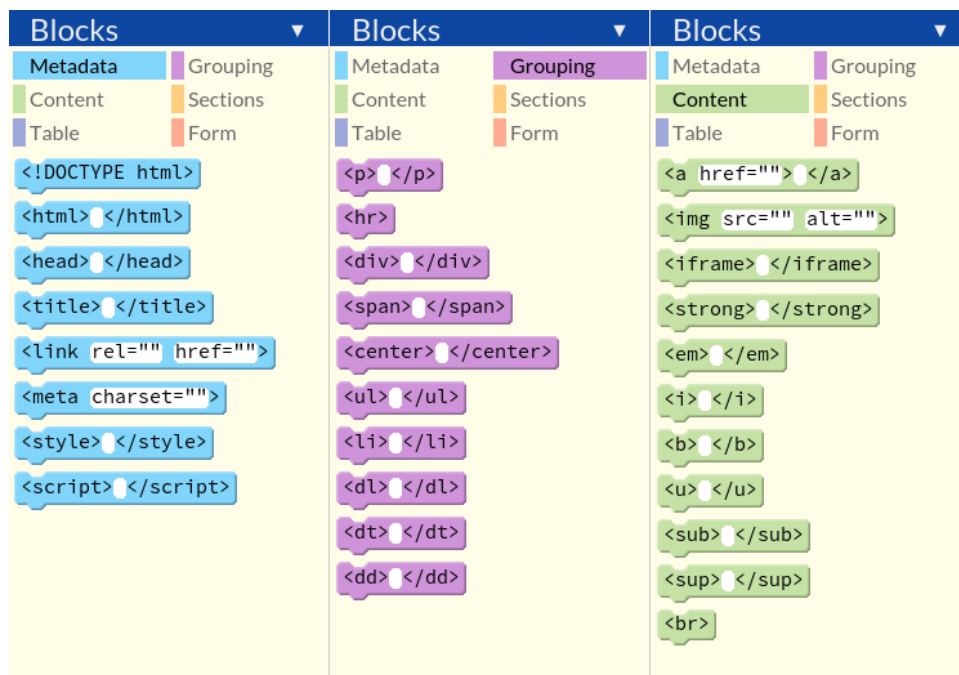 Blocks ▼
Metadata Grouping
Content Sections
Table Form
<!DOCTYPE html>
<html> </html>
<head> </head>
<title> </title>
<link rel="" href="">
<meta charset="">
<style> </style>
<script> </script>
Blocks ▼
Metadata Grouping
Content Sections
Table Form
<p> </p>
<hr>
<div> </div>
<span> </span>
<center> </center>
<ul> </ul>
<li> </li>
<dl> </dl>
<dt> </dt>
<dd> </dd>
Blocks ▼
Metadata Grouping
Content Sections
Table Form
<a href=""> </a>
<img src="" alt="">
<iframe> </iframe>
<strong> </strong>
<em> </em>
<i> </i>
<b> </b>
<u> </u>
<sub> </sub>
<sup> </sup>
<br>